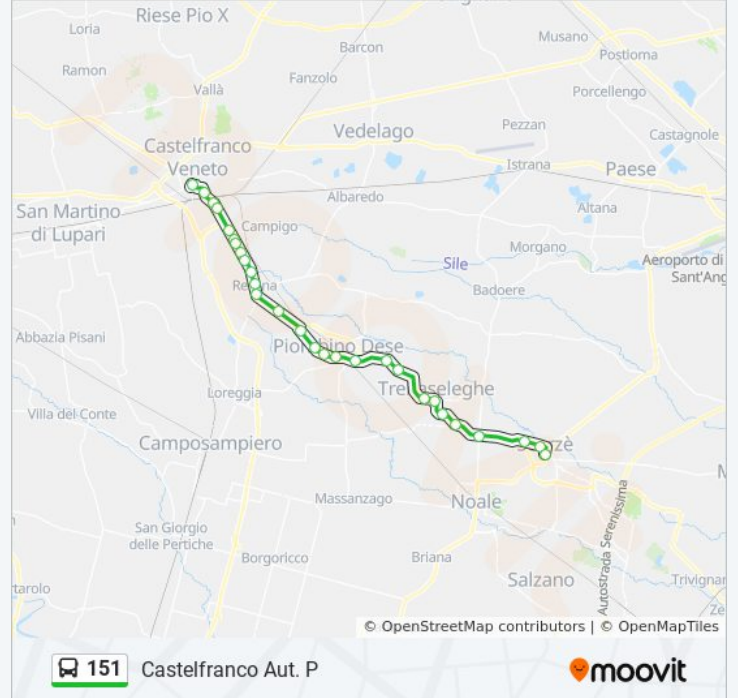 Riese Pio X
Loria
Musano
Barcon
Postioma
Ramon
Fanzolo
Vallà
Porcellengo
Pezzan
Vedelago
Castagnole
Castelfranco
Veneto
Istrana
Paese
Albaredo
Altana
San Martino
di Lupari
Campigo
Morgano
Sile
Aeroporto di
Sant'Ang
Badoere
Abbazia Pisani
Piombino Dese
Loreggia
Villa del Conte
Camposampiero
Massanzago
Noale
San Giorgio
delle Pertiche
Borgoricco
Briana
Salzano
Autostrada Serenissima
Trivignar
tarolo
Ze
© OpenStreetMap contributors | © OpenMapTiles
151 Castelfranco Aut. P
moovit